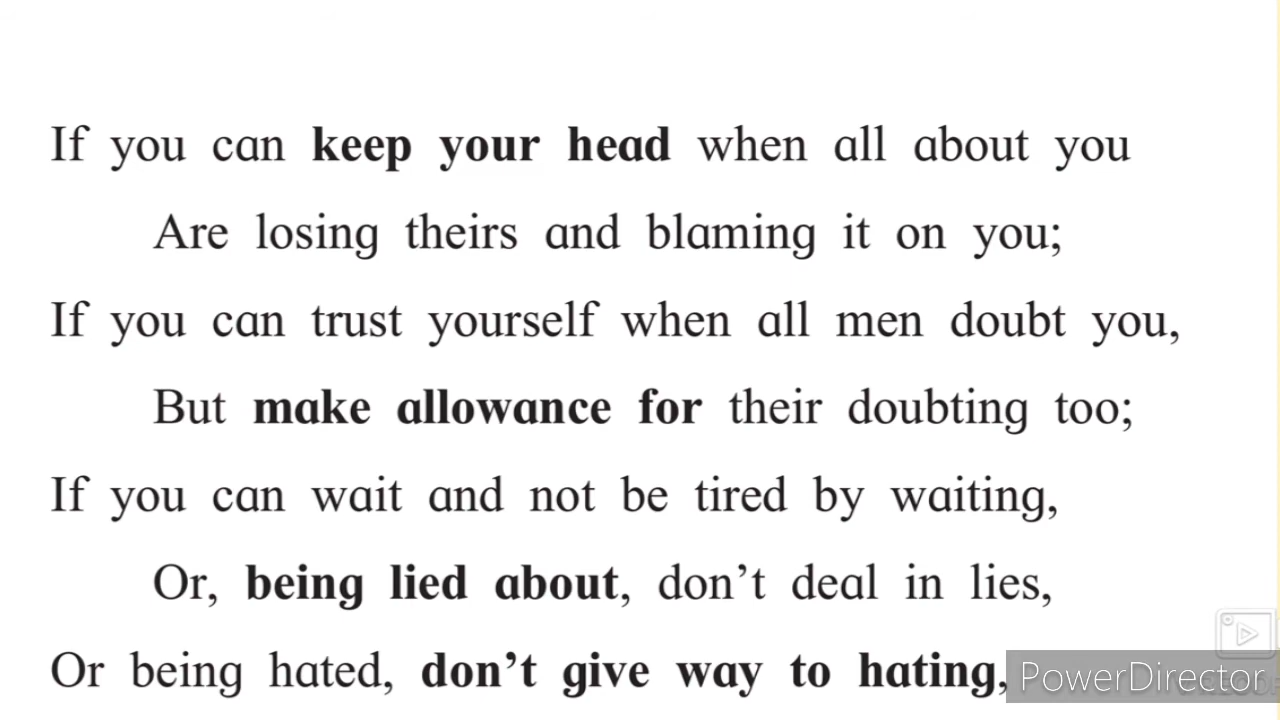 If you can keep your head when all about you
Are losing theirs and blaming it on you;
If you can trust yourself when all men doubt you,
But make allowance for their doubting too;
If you can wait and not be tired by waiting,
Or, being lied about, don’t deal in lies,
Or being hated, don’t give way to hating,
PowerDirector